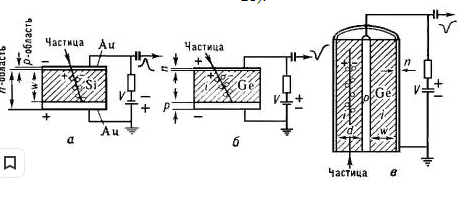 p-область
n-область
Частица
Au
Si
w
Au
V
а
Частица
n
i
Ge
p
V
б
n
Ge
p
i
i
d
w
V
Частица
в